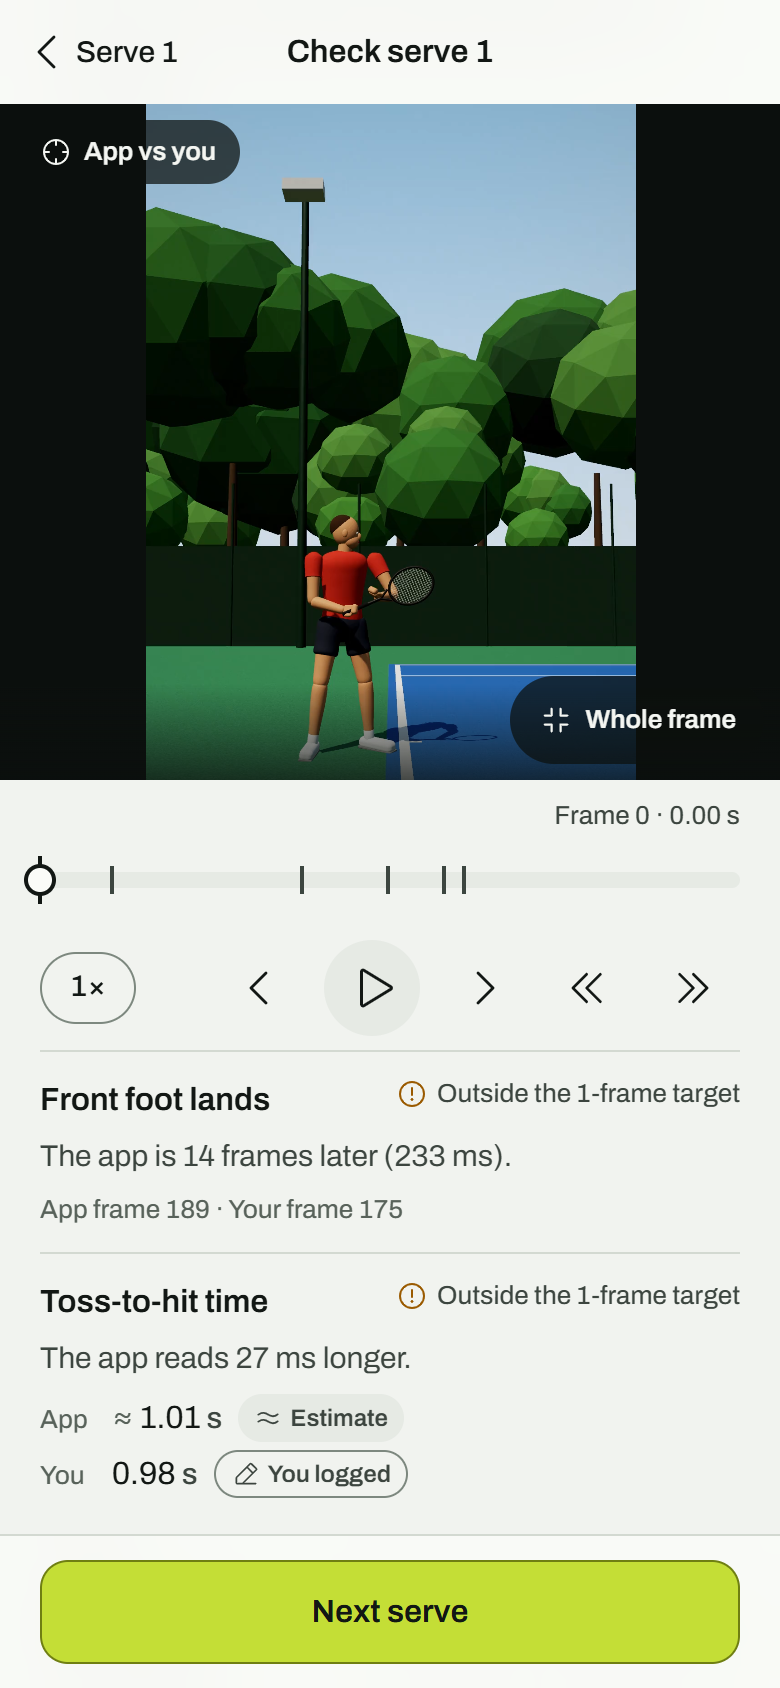 Serve 1
Check serve 1
App vs you
Whole frame
Frame 0 · 0.00 s
1×
Front foot lands
Outside the 1-frame target
The app is 14 frames later (233 ms).
App frame 189 · Your frame 175
Toss-to-hit time
Outside the 1-frame target
The app reads 27 ms longer.
App ≈ 1.01 s ≈ Estimate
You 0.98 s You logged
Next serve